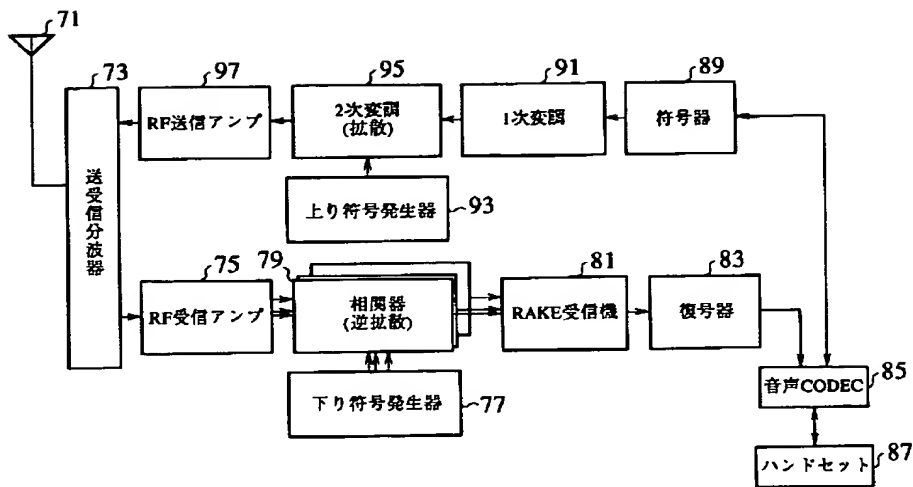 71
73
97
95
91
89
RF送信アンプ
2次変調
(拡散)
1次変調
符号器
送受信分波器
上り符号発生器
93
75
79
81
83
RF受信アンプ
相関器
(逆拡散)
RAKE受信機
復号器
下り符号発生器
77
音声CODEC
85
ハンドセット
87